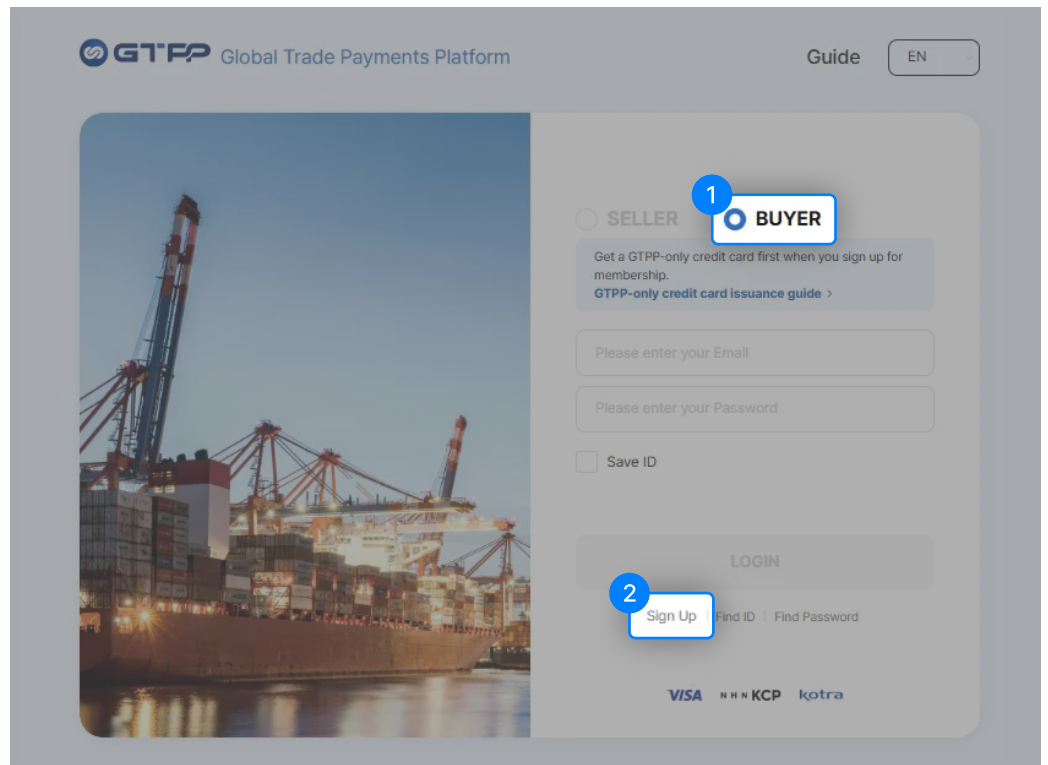 GTPP Global Trade Payments Platform
Guide
EN
1
SELLER
BUYER
Get a GTPP-only credit card first when you sign up for
membership.
GTPP-only credit card issuance guide >
Please enter your Email
Please enter your Password
Save ID
LOGIN
2
Sign Up | Find ID | Find Password
VISA NHN KCP kotra